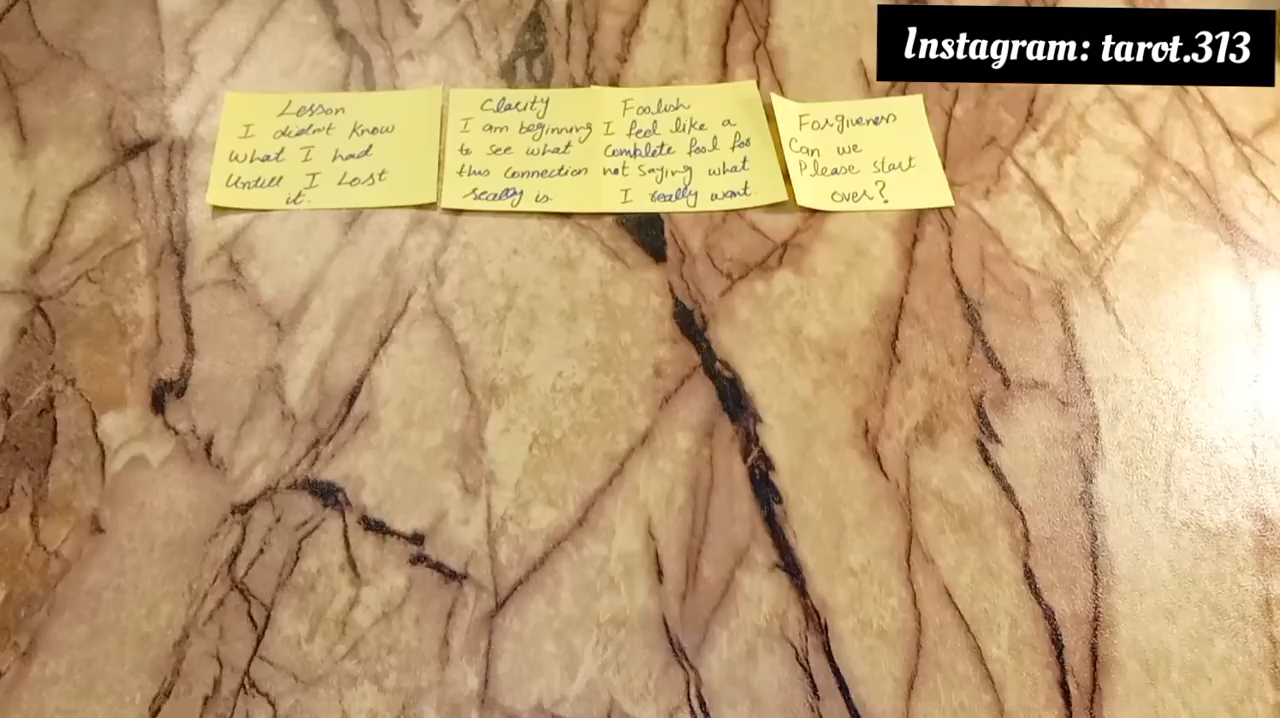 Instagram: tarot.313
Lesson
I didn't know
What I had
Untill I Lost
it.
Clarity
I am beginning
to see what
this connection
really is.
Foolish
I feel like a
Complete fool for
not saying what
I really want.
Forgiveness
Can we
Please start
over?